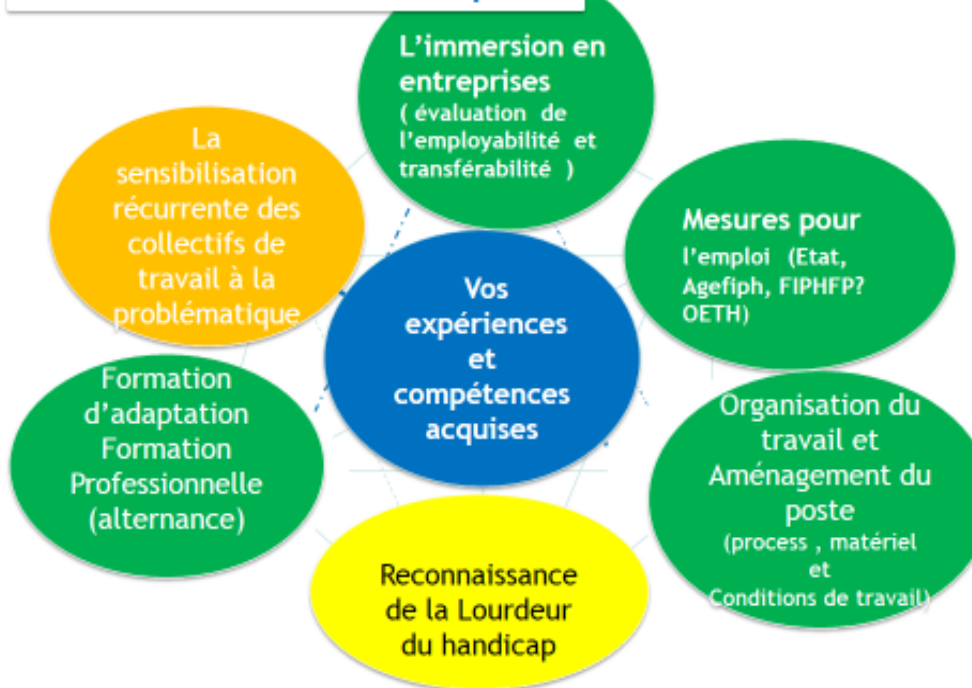 L'immersion en
entreprises
( évaluation de
l'employabilité et
transférabilité )
La
sensibilisation
récurrente des
collectifs de
travail à la
problématique
Mesures pour
l'emploi (Etat,
Agefiph, FIPHFP?
OETH)
Vos
expériences
et
compétences
acquises
Formation
d'adaptation
Formation
Professionnelle
(alternance)
Organisation du
travail et
Aménagement du
poste
(process , matériel
et
Conditions de travail)
Reconnaissance
de la Lourdeur
du handicap